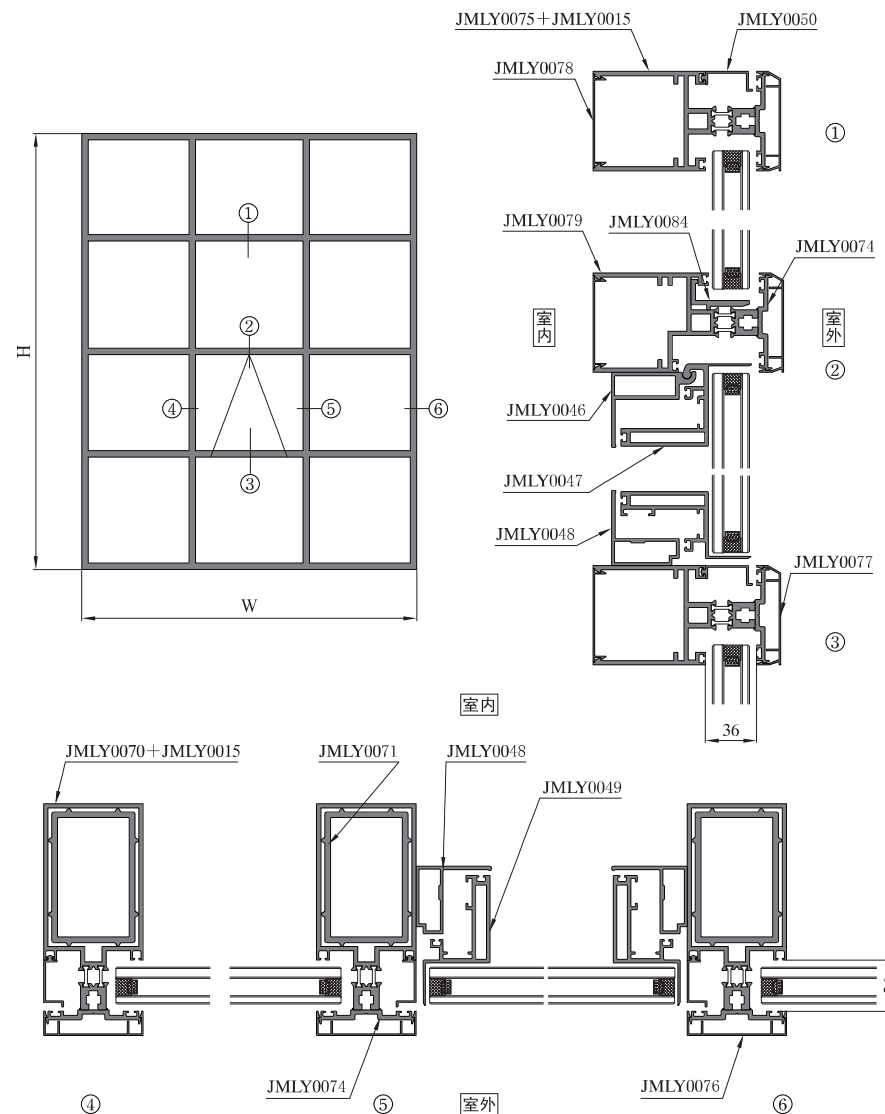 JMLY0075＋JMLY0015
JMLY0050
JMLY0078
①
①
JMLY0079
JMLY0084
JMLY0074
室内
室外
②
②
H
④
⑤
⑥
JMLY0046
③
JMLY0047
JMLY0048
JMLY0077
W
③
室内
36
JMLY0070＋JMLY0015
JMLY0071
JMLY0048
JMLY0049
JMLY0074
JMLY0076
④
⑤
室外
⑥